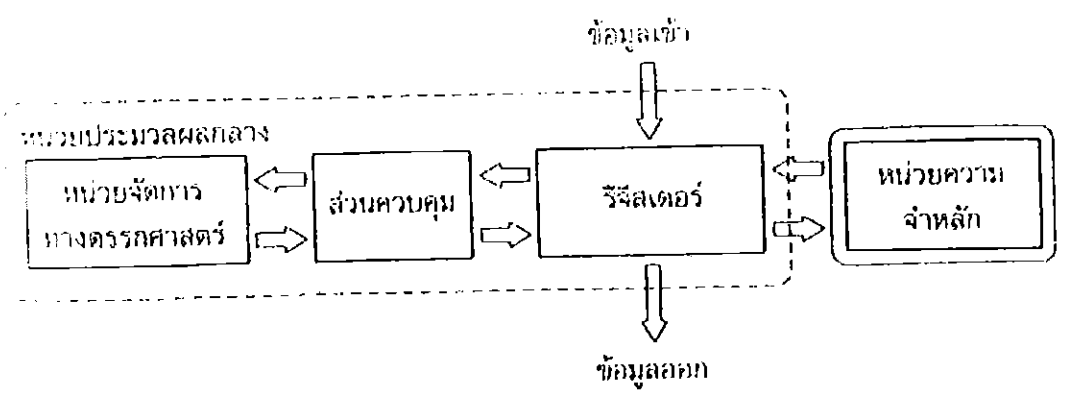 ข้อมูลเข้า
หน่วยประมวลผลกลาง
หน่วยจัดการ
ทางตรรกศาสตร์
ส่วนควบคุม
รีจีสเตอร์
หน่วยความ
จำหลัก
ข้อมูลออก